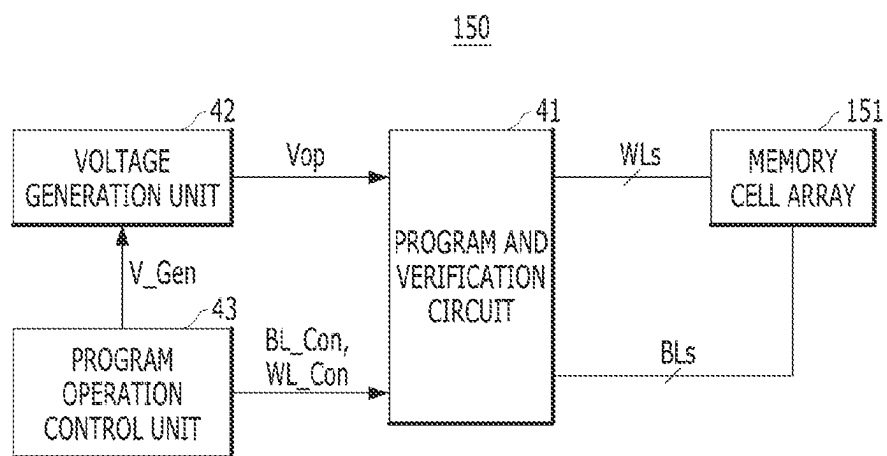 150
42
VOLTAGE
GENERATION UNIT
Vop
41
PROGRAM AND
VERIFICATION
CIRCUIT
WLs
151
MEMORY
CELL ARRAY
V_Gen
43
PROGRAM
OPERATION
CONTROL UNIT
BL_Con,
WL_Con
BLs